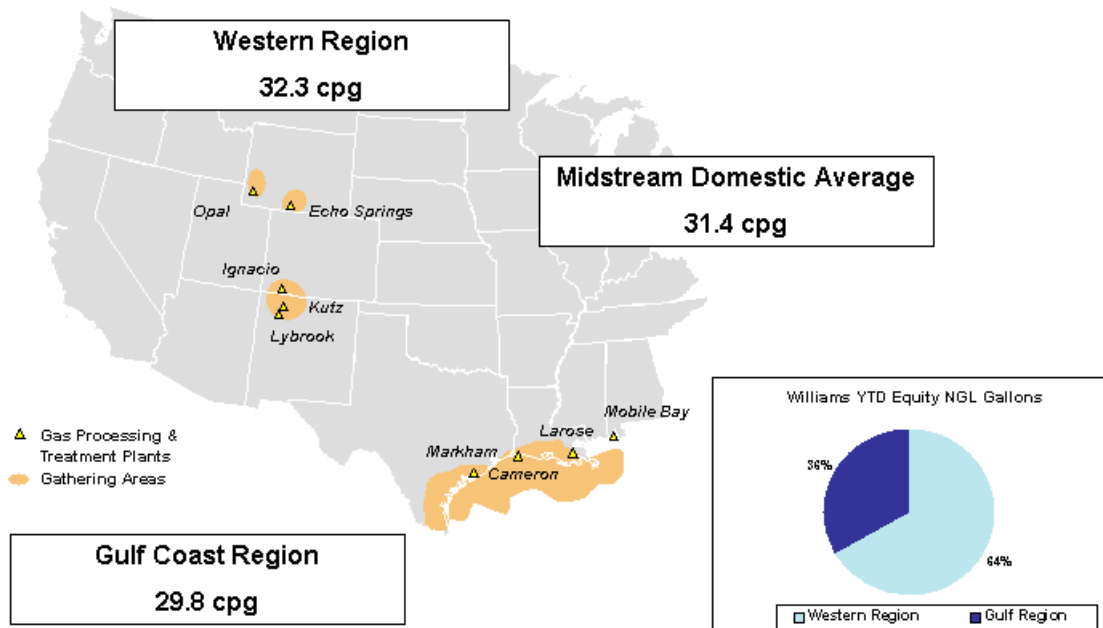 Western Region
32.3 cpg
Midstream Domestic Average
31.4 cpg
Opal
Echo Springs
Ignacio
Kutz
Lybrook
Mobile Bay
Larose
Markham
Cameron
Gas Processing &
Treatment Plants
Gathering Areas
Gulf Coast Region
29.8 cpg
Williams YTD Equity NGL Gallons
36%
64%
Western Region
Gulf Region